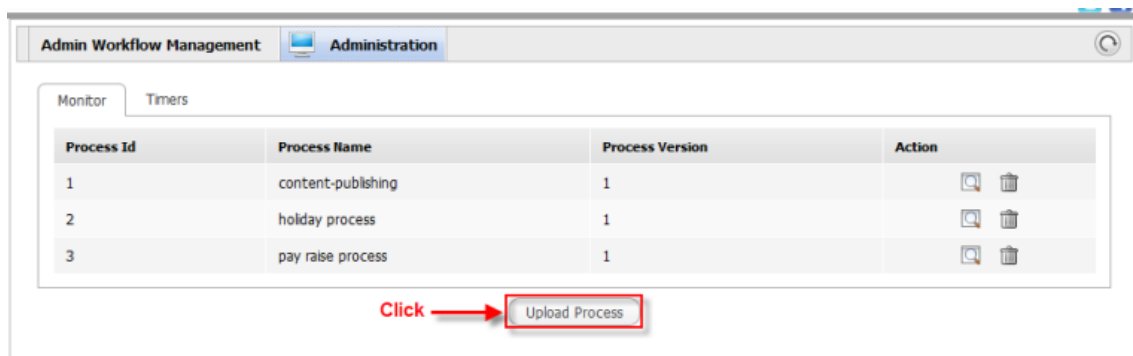 Admin Workflow Management Administration
Monitor Timers
Process Id Process Name Process Version Action
1 content-publishing 1
2 holiday process 1
3 pay raise process 1
Click Upload Process